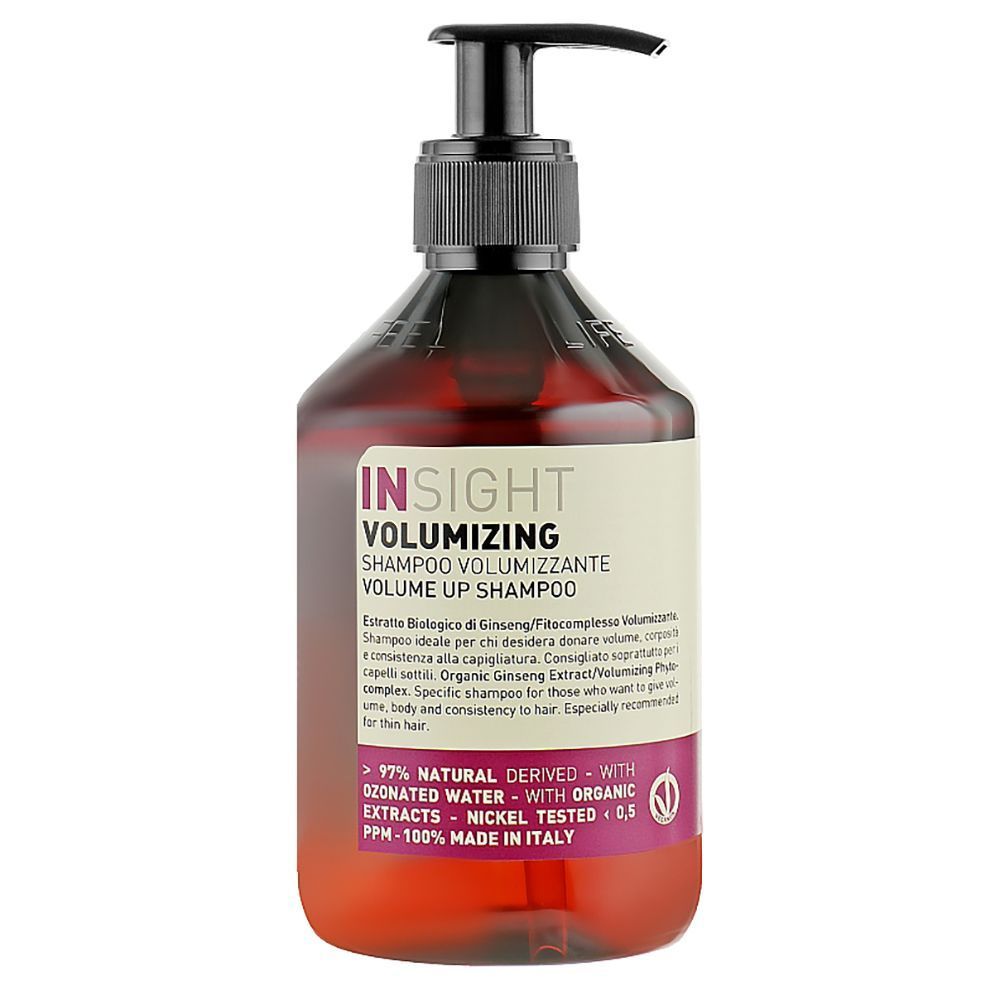 FEEL LIFE
INSIGHT
VOLUMIZING
SHAMPOO VOLUMIZZANTE
VOLUME UP SHAMPOO
Estratto Biologico di Ginseng/Fitocomplesso Volumizzante.
Shampoo ideale per chi desidera donare volume, corposità
e consistenza alla capigliatura. Consigliato soprattutto per i
capelli sottili. Organic Ginseng Extract/Volumizing Phyto-
complex. Specific shampoo for those who want to give vol-
ume, body and consistency to hair. Especially recommended
for thin hair.
> 97% NATURAL DERIVED - WITH
OZONATED WATER - WITH ORGANIC
EXTRACTS - NICKEL TESTED < 0,5
PPM - 100% MADE IN ITALY